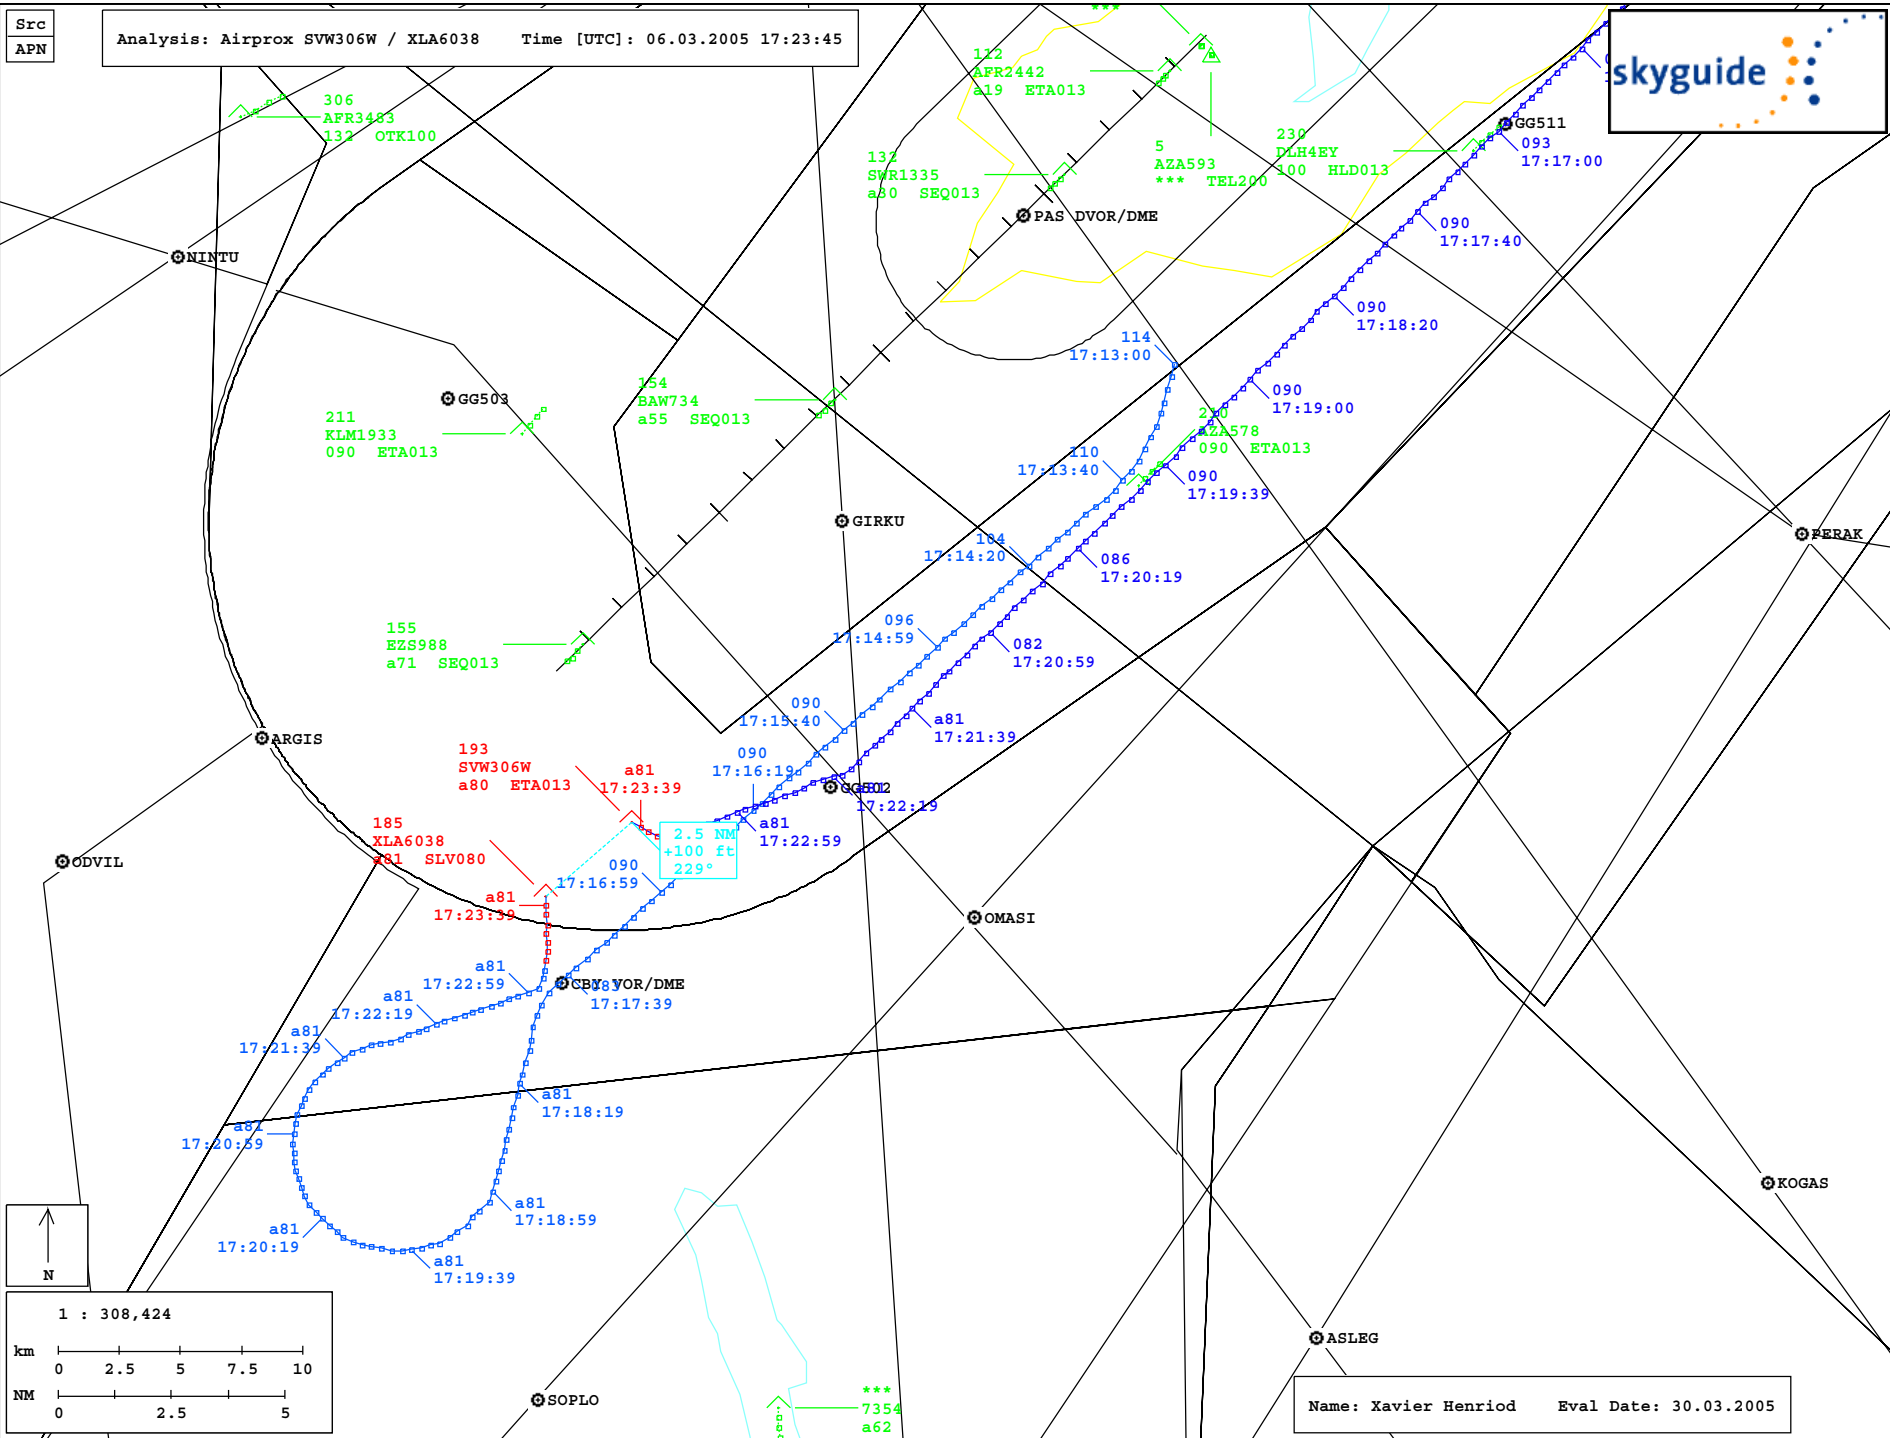 Src
APN
Analysis: Airprox SVW306W / XLA6038 Time [UTC]: 06.03.2005 17:23:45
skyguide
***
112
AFR2442
a19 ETA013
306
AFR3483
132 OTK100
5
AZA593
*** TEL200
230
DLH4EY
100 HLD013
GG511
093
17:17:00
132
SWR1335
a30 SEQ013
PAS DVOR/DME
090
17:17:40
NINTU
090
17:18:20
114
17:13:00
154
BAW734
a55 SEQ013
GG503
211
KLM1933
090 ETA013
090
17:19:00
AZA578
090 ETA013
110
17:13:40
090
17:19:39
GIRKU
PERAK
104
17:14:20
086
17:20:19
155
EZS988
a71 SEQ013
096
17:14:59
082
17:20:59
090
17:15:40
a81
17:21:39
ARGIS
193
SVW306W
a80 ETA013
a81
17:23:39
090
17:16:19
GG502
17:22:19
a81
17:22:59
185
XLA6038
a81 SLV080
2.5 NM
+100 ft
229°
ODVIL
090
17:16:59
a81
17:23:39
OMASI
a81
17:22:59
CBY VOR/DME
17:17:39
a81
17:22:19
a81
17:21:39
a81
17:18:19
a81
17:20:59
KOGAS
a81
17:18:59
a81
17:20:19
a81
17:19:39
N
1 : 308,424
km
0 2.5 5 7.5 10
NM
0 2.5 5
ASLEG
SOPLO
***
7354
a62
Name: Xavier Henriod Eval Date: 30.03.2005